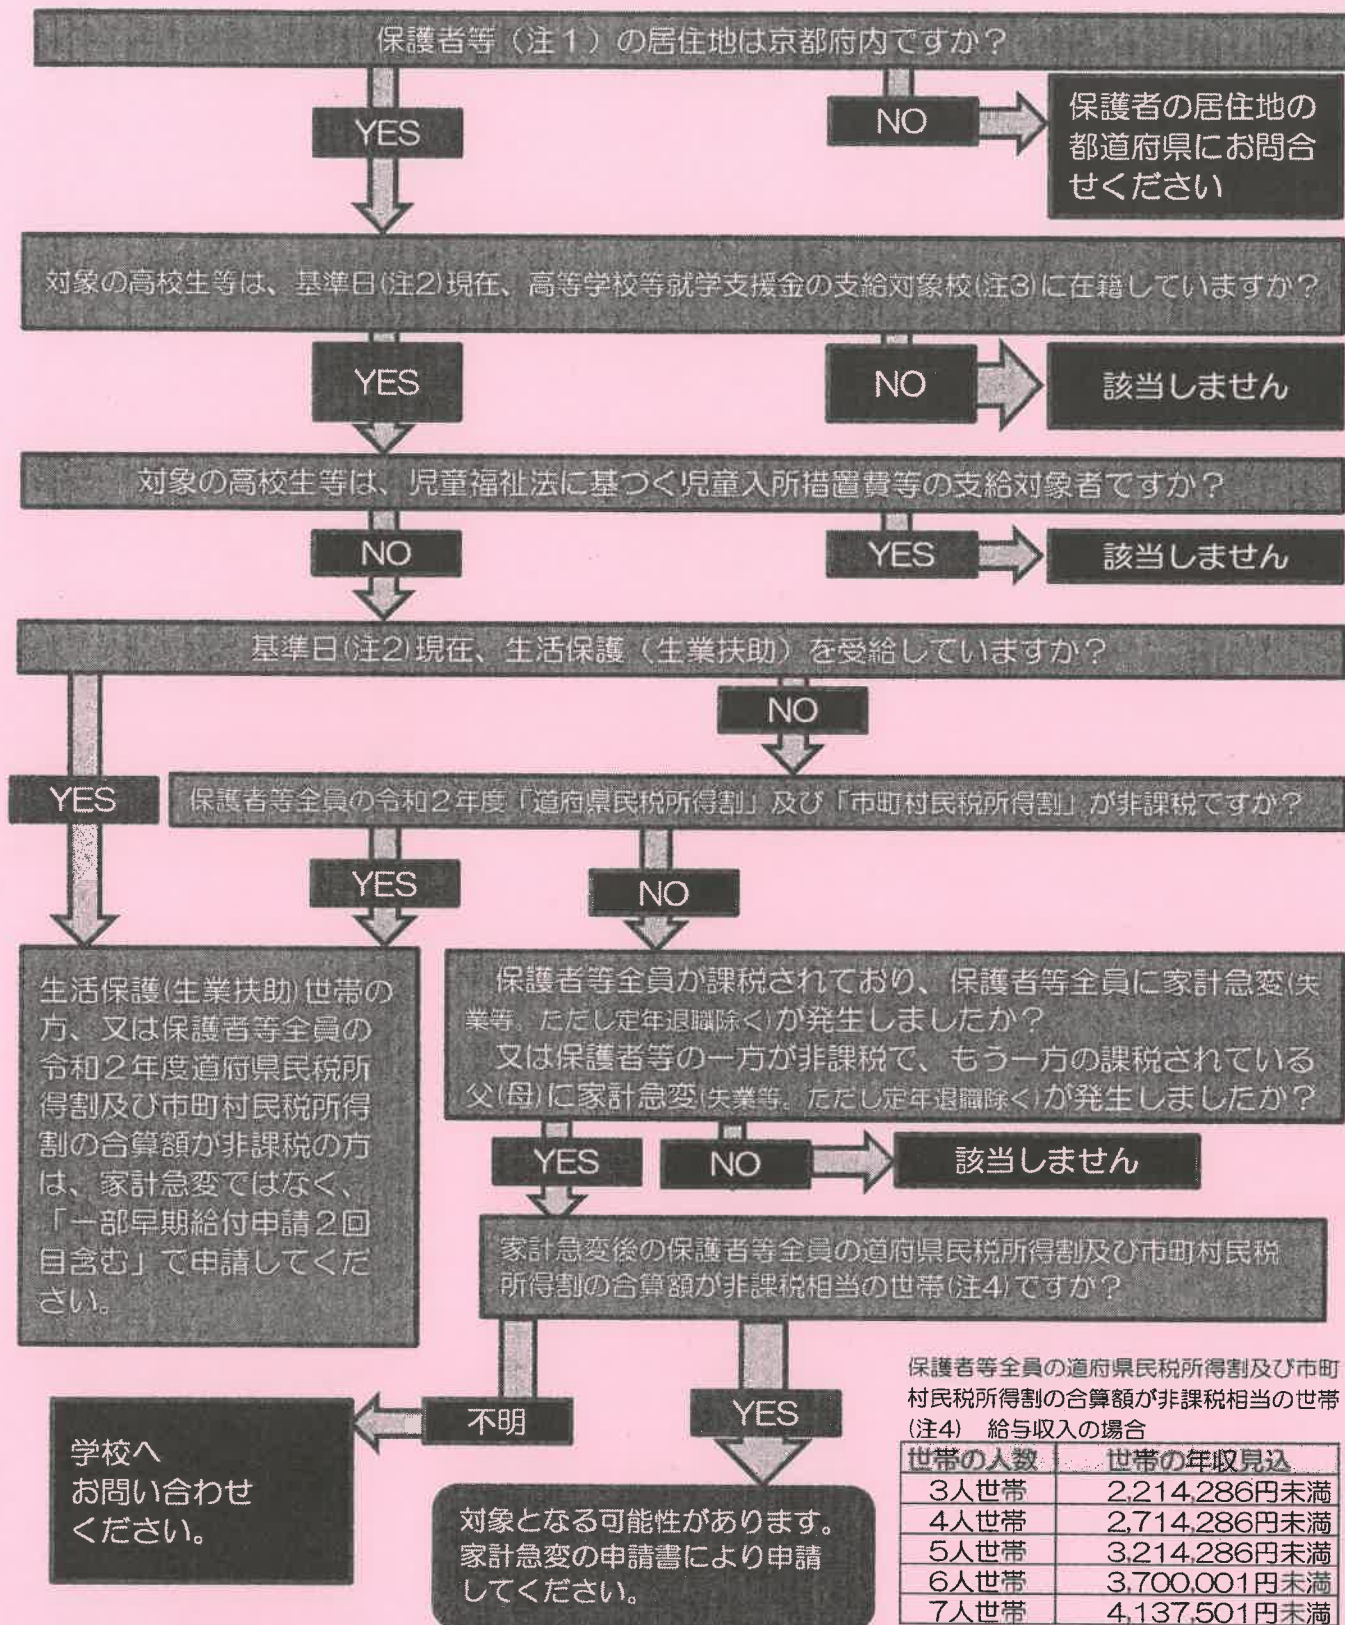 保護者等（注１）の居住地は京都府内ですか？
YES
NO
保護者の居住地の
都道府県にお問合
せください
対象の高校生等は、基準日(注2)現在、高等学校等就学支援金の支給対象校(注3)に在籍していますか？
YES
NO
該当しません
対象の高校生等は、児童福祉法に基づく児童入所措置費等の支給対象者ですか？
NO
YES
該当しません
基準日(注2)現在、生活保護（生業扶助）を受給していますか？
NO
YES
保護者等全員の令和２年度「道府県民税所得割」及び「市町村民税所得割」が非課税ですか？
YES
NO
生活保護(生業扶助)世帯の
方、又は保護者等全員の
令和２年度道府県民税所
得割及び市町村民税所得
割の合算額が非課税の方
は、家計急変ではなく、
「一部早期給付申請２回
目含む」で申請してくだ
さい。
保護者等全員が課税されており、保護者等全員に家計急変(失
業等。ただし定年退職除く)が発生しましたか？
又は保護者等の一方が非課税で、もう一方の課税されている
父(母)に家計急変(失業等。ただし定年退職除く)が発生しましたか？
YES
NO
該当しません
家計急変後の保護者等全員の道府県民税所得割及び市町村民税
所得割の合算額が非課税相当の世帯(注4)ですか？
不明
YES
学校へ
お問い合わせ
ください。
対象となる可能性があります。
家計急変の申請書により申請
してください。
保護者等全員の道府県民税所得割及び市町
村民税所得割の合算額が非課税相当の世帯
(注4)　給与収入の場合
世帯の人数　世帯の年収見込
3人世帯　2,214,286円未満
4人世帯　2,714,286円未満
5人世帯　3,214,286円未満
6人世帯　3,700,001円未満
7人世帯　4,137,501円未満